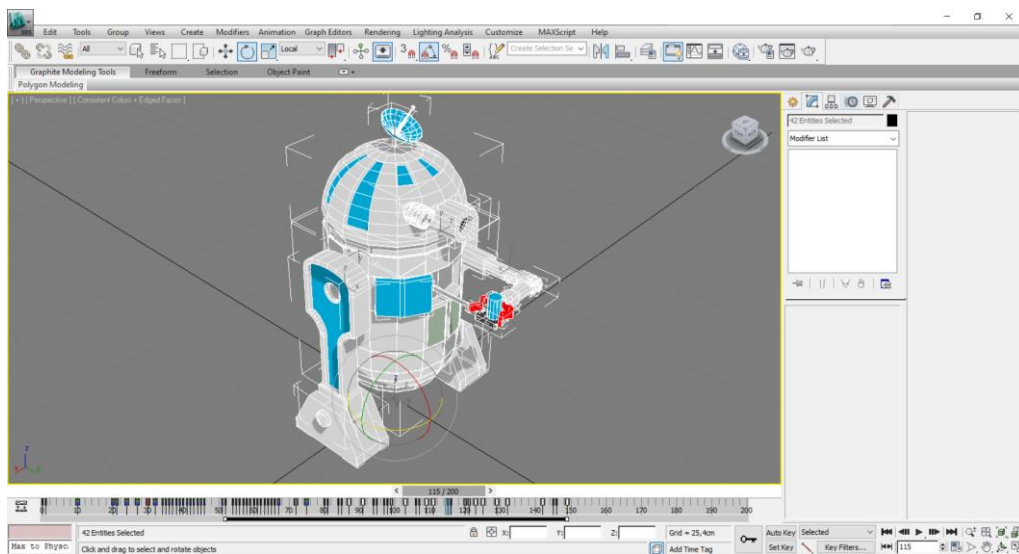 Edit Tools Group Views Create Modifiers Animation Graph Editors Rendering Lighting Analysis Customize MAXScript Help
All Local 3 Create Selection Se
Graphite Modeling Tools Freeform Selection Object Paint
Polygon Modeling
[ + ] [ Perspective ] [ Consistent Colors + Edged Faces ]
42 Entities Selected
Modifier List
115 / 200
0 10 20 30 40 50 60 70 80 90 100 110 120 130 140 150 160 170 180 190 200
42 Entities Selected X: Y: Z: Grid = 25,4cm Auto Key Selected
Max to Physc Click and drag to select and rotate objects Add Time Tag Set Key Key Filters... 115